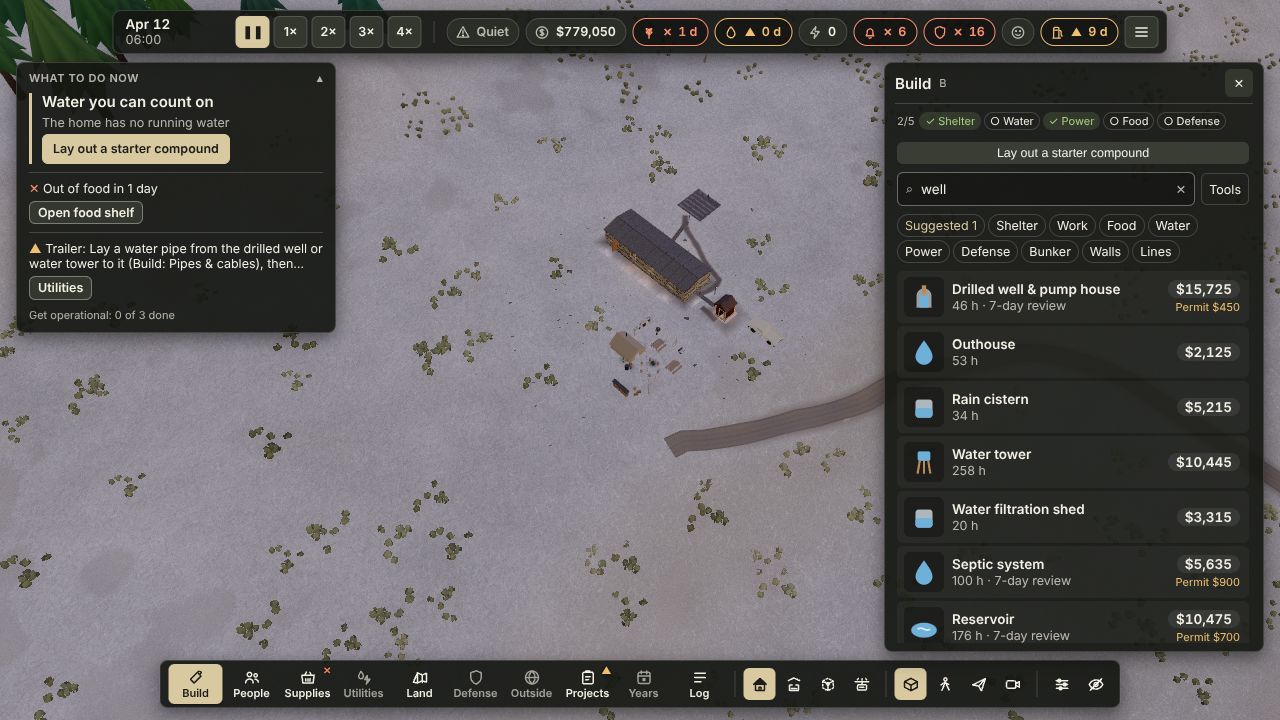 Apr 12
06:00
1×
2×
3×
4×
Quiet
$779,050
× 1 d
▲ 0 d
0
× 6
× 16
▲ 9 d
WHAT TO DO NOW
Water you can count on
The home has no running water
Lay out a starter compound
× Out of food in 1 day
Open food shelf
▲ Trailer: Lay a water pipe from the drilled well or
water tower to it (Build: Pipes & cables), then...
Utilities
Get operational: 0 of 3 done
Build B
2/5 ✓ Shelter Water ✓ Power Food Defense
Lay out a starter compound
well
Tools
Suggested 1 Shelter Work Food Water
Power Defense Bunker Walls Lines
Drilled well & pump house $15,725
46 h · 7-day review Permit $450
Outhouse $2,125
53 h
Rain cistern $5,215
34 h
Water tower $10,445
258 h
Water filtration shed $3,315
20 h
Septic system $5,635
100 h · 7-day review Permit $900
Reservoir $10,475
176 h · 7-day review Permit $700
Build People Supplies Utilities Land Defense Outside Projects Years Log